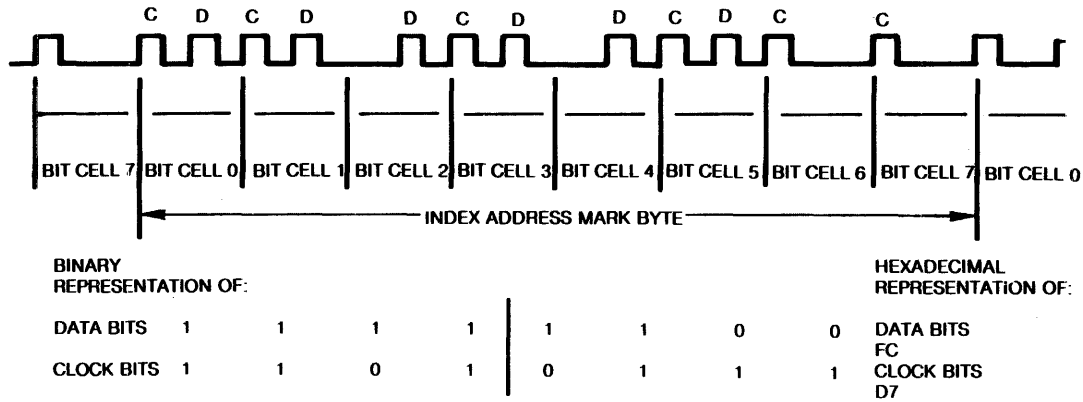 C D C D D C D D C D C C
BIT CELL 7 BIT CELL 0 BIT CELL 1 BIT CELL 2 BIT CELL 3 BIT CELL 4 BIT CELL 5 BIT CELL 6 BIT CELL 7 BIT CELL 0
INDEX ADDRESS MARK BYTE
BINARY
REPRESENTATION OF:
HEXADECIMAL
REPRESENTATION OF:
DATA BITS 1 1 1 1 1 1 0 0 DATA BITS
FC
CLOCK BITS 1 1 0 1 0 1 1 1 CLOCK BITS
D7